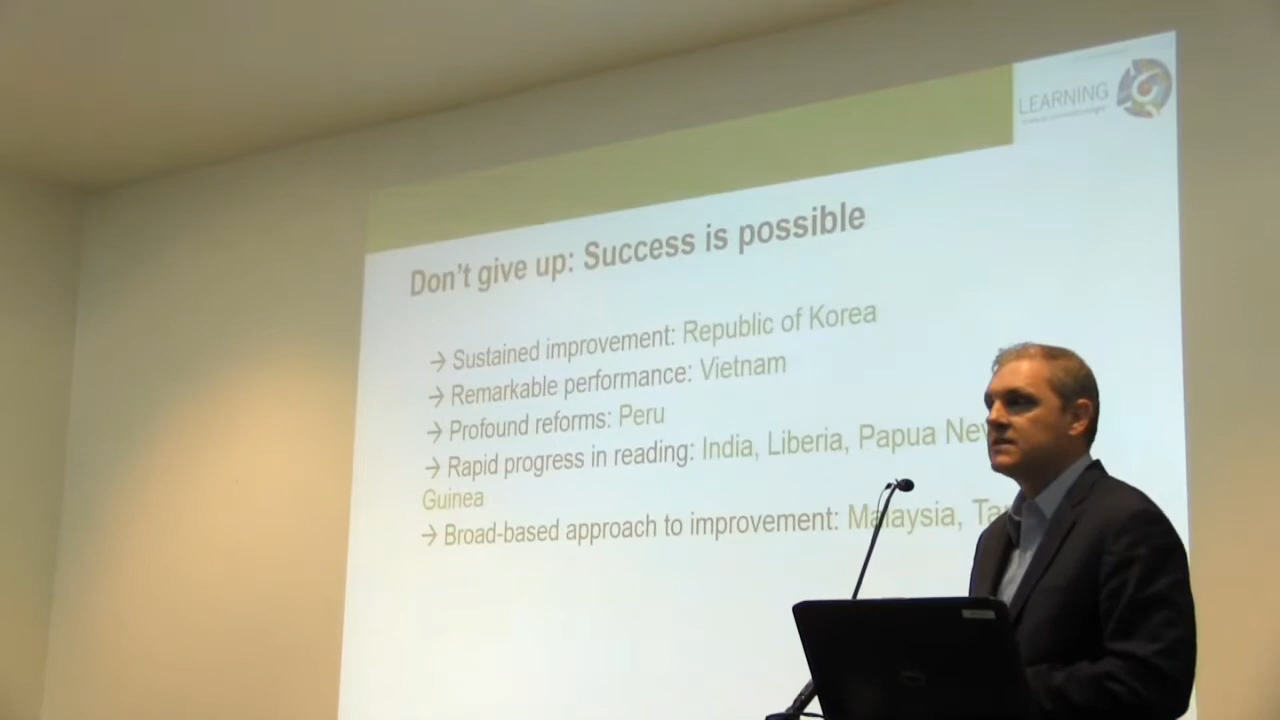 LEARNING
Don't give up: Success is possible
→ Sustained improvement: Republic of Korea
→ Remarkable performance: Vietnam
→ Profound reforms: Peru
→ Rapid progress in reading: India, Liberia, Papua New
Guinea
→ Broad-based approach to improvement: Malaysia,